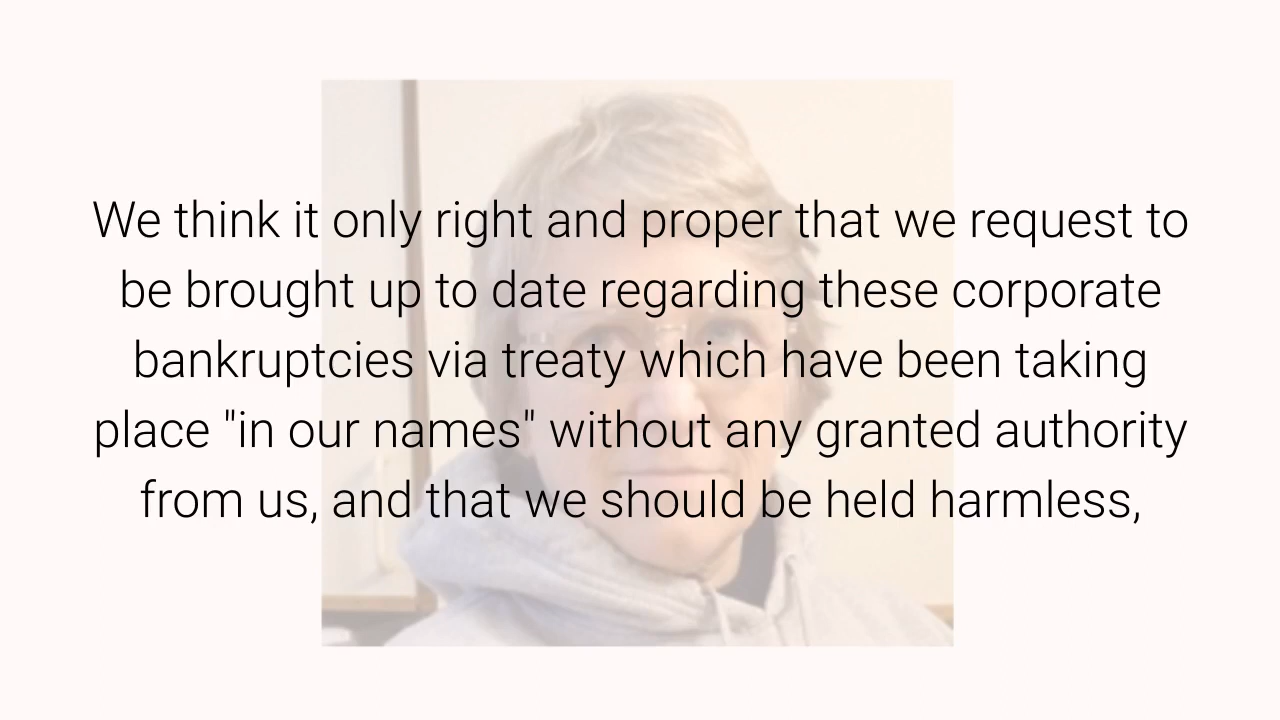 We think it only right and proper that we request to
be brought up to date regarding these corporate
bankruptcies via treaty which have been taking
place "in our names" without any granted authority
from us, and that we should be held harmless,